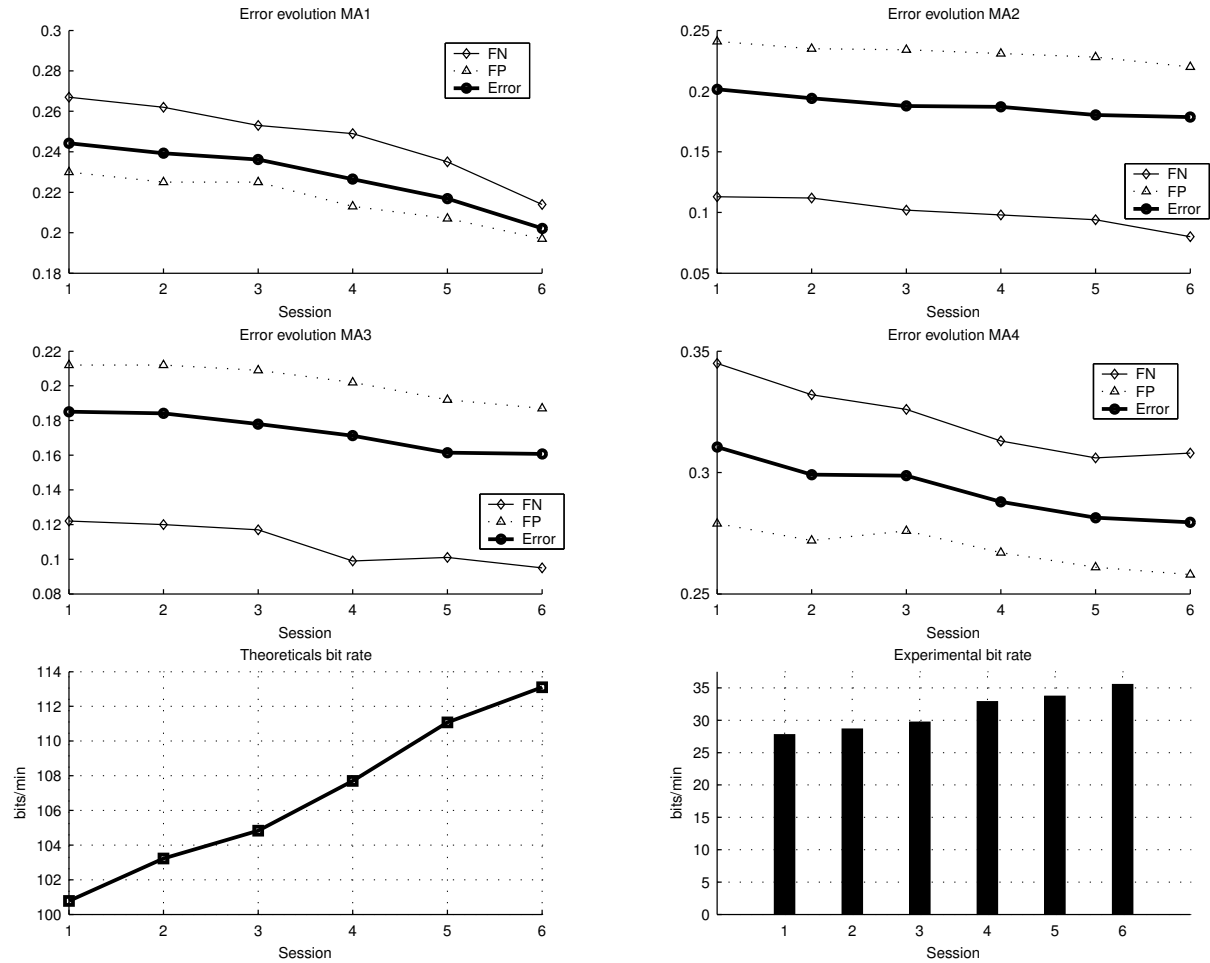 Error evolution MA1
0.3
0.28
0.26
0.24
0.22
0.2
0.18
1 2 3 4 5 6
Session
FN
FP
Error
Error evolution MA2
0.25
0.2
0.15
0.1
0.05
1 2 3 4 5 6
Session
FN
FP
Error
Error evolution MA3
0.22
0.2
0.18
0.16
0.14
0.12
0.1
0.08
1 2 3 4 5 6
Session
FN
FP
Error
Error evolution MA4
0.35
0.3
0.25
1 2 3 4 5 6
Session
FN
FP
Error
Theoreticals bit rate
114
112
110
108
106
104
102
100
bits/min
1 2 3 4 5 6
Session
Experimental bit rate
35
30
25
20
15
10
5
0
bits/min
1 2 3 4 5 6
Session